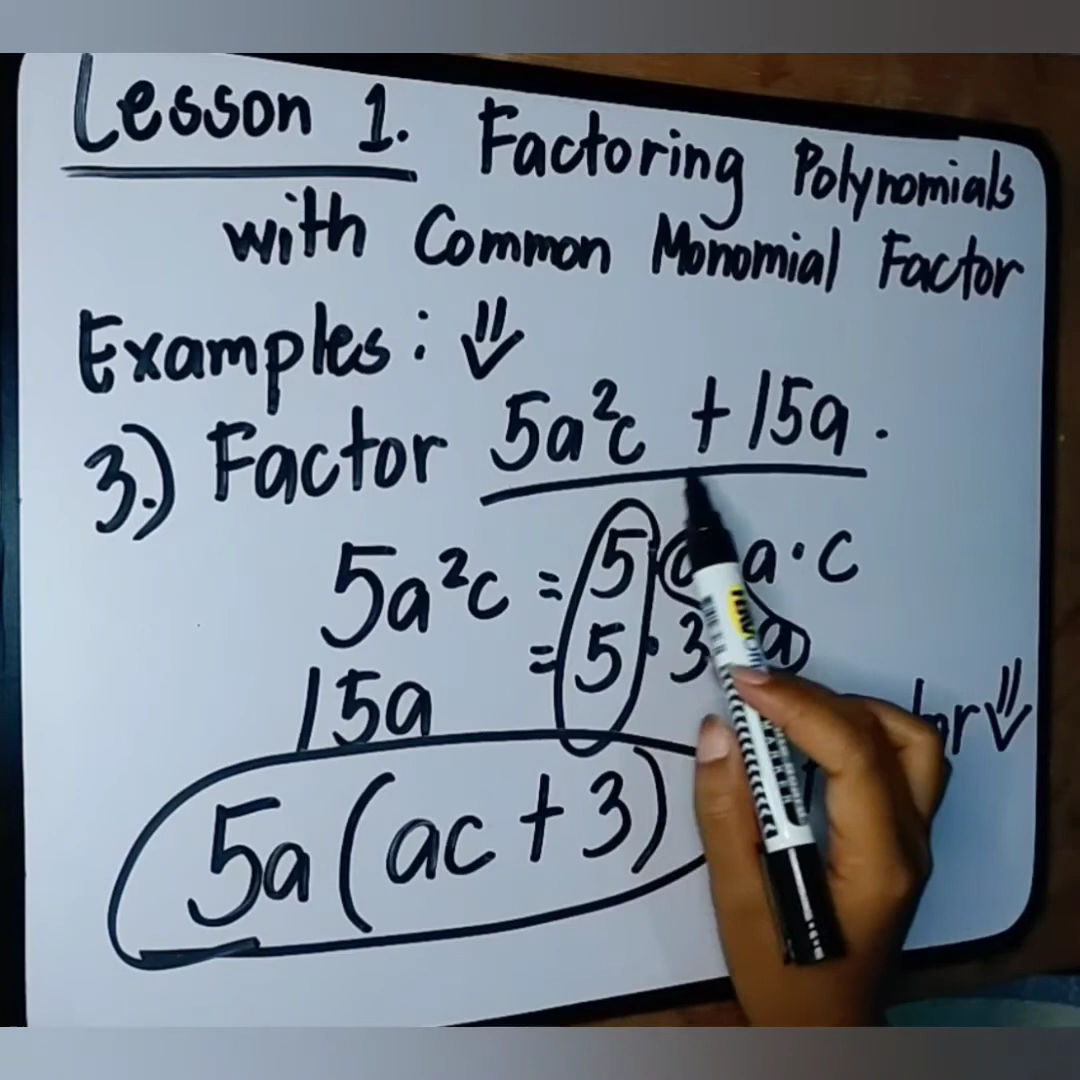 Lesson 1. Factoring Polynomials
with Common Monomial Factor
Examples:
3.) Factor 5a²c + 15a.
5a²c = 5 · a · c
15a = 5 · 3 a
5a(ac + 3)